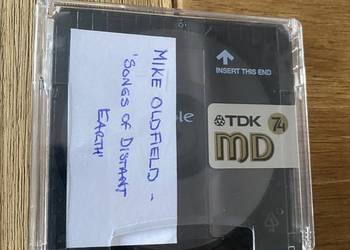 MIKE OLDFIELD -
'SONGS OF DISTANT
EARTH'
INSERT THIS END
TDK
MD
74